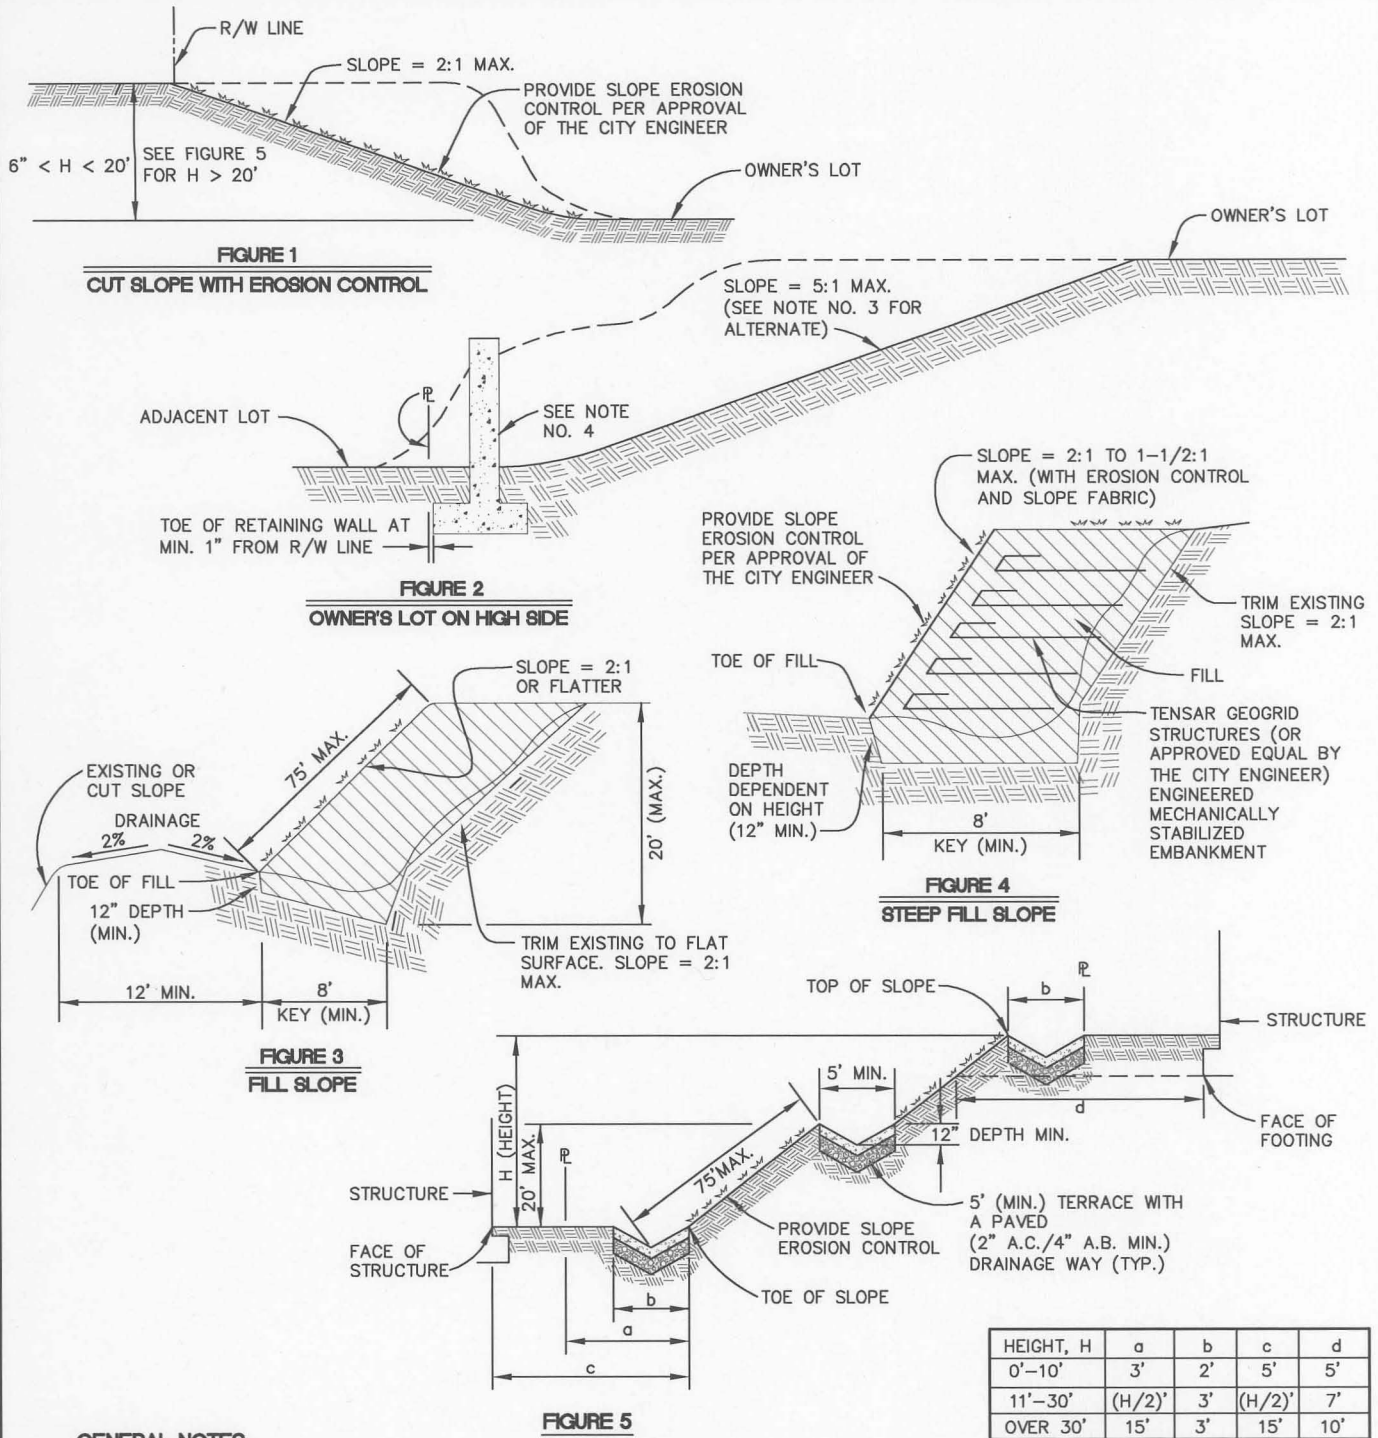 R/W LINE
SLOPE = 2:1 MAX.
PROVIDE SLOPE EROSION
CONTROL PER APPROVAL
OF THE CITY ENGINEER
6" < H < 20'
SEE FIGURE 5
FOR H > 20'
OWNER'S LOT
FIGURE 1
CUT SLOPE WITH EROSION CONTROL
OWNER'S LOT
SLOPE = 5:1 MAX.
(SEE NOTE NO. 3 FOR
ALTERNATE)
PL
ADJACENT LOT
SEE NOTE
NO. 4
TOE OF RETAINING WALL AT
MIN. 1" FROM R/W LINE
FIGURE 2
OWNER'S LOT ON HIGH SIDE
SLOPE = 2:1 TO 1-1/2:1
MAX. (WITH EROSION CONTROL
AND SLOPE FABRIC)
PROVIDE SLOPE
EROSION CONTROL
PER APPROVAL OF
THE CITY ENGINEER
TRIM EXISTING
SLOPE = 2:1
MAX.
TOE OF FILL
FILL
TENSAR GEOGRID
STRUCTURES (OR
APPROVED EQUAL BY
THE CITY ENGINEER)
ENGINEERED
MECHANICALLY
STABILIZED
EMBANKMENT
DEPTH
DEPENDENT
ON HEIGHT
(12" MIN.)
8'
KEY (MIN.)
FIGURE 4
STEEP FILL SLOPE
SLOPE = 2:1
OR FLATTER
75' MAX.
EXISTING OR
CUT SLOPE
DRAINAGE
2%
2%
20' (MAX.)
TOE OF FILL
12" DEPTH
(MIN.)
TRIM EXISTING TO FLAT
SURFACE. SLOPE = 2:1
MAX.
12' MIN.
8'
KEY (MIN.)
FIGURE 3
FILL SLOPE
TOP OF SLOPE
b
PL
STRUCTURE
5' MIN.
d
FACE OF
FOOTING
12" DEPTH MIN.
H (HEIGHT)
20' MAX.
75'MAX.
PL
STRUCTURE
FACE OF
STRUCTURE
PROVIDE SLOPE
EROSION CONTROL
5' (MIN.) TERRACE WITH
A PAVED
(2" A.C./4" A.B. MIN.)
DRAINAGE WAY (TYP.)
TOE OF SLOPE
b
a
c
FIGURE 5
HEIGHT, H a b c d
0'-10' 3' 2' 5' 5'
11'-30' (H/2)' 3' (H/2)' 7'
OVER 30' 15' 3' 15' 10'
GENERAL NOTES